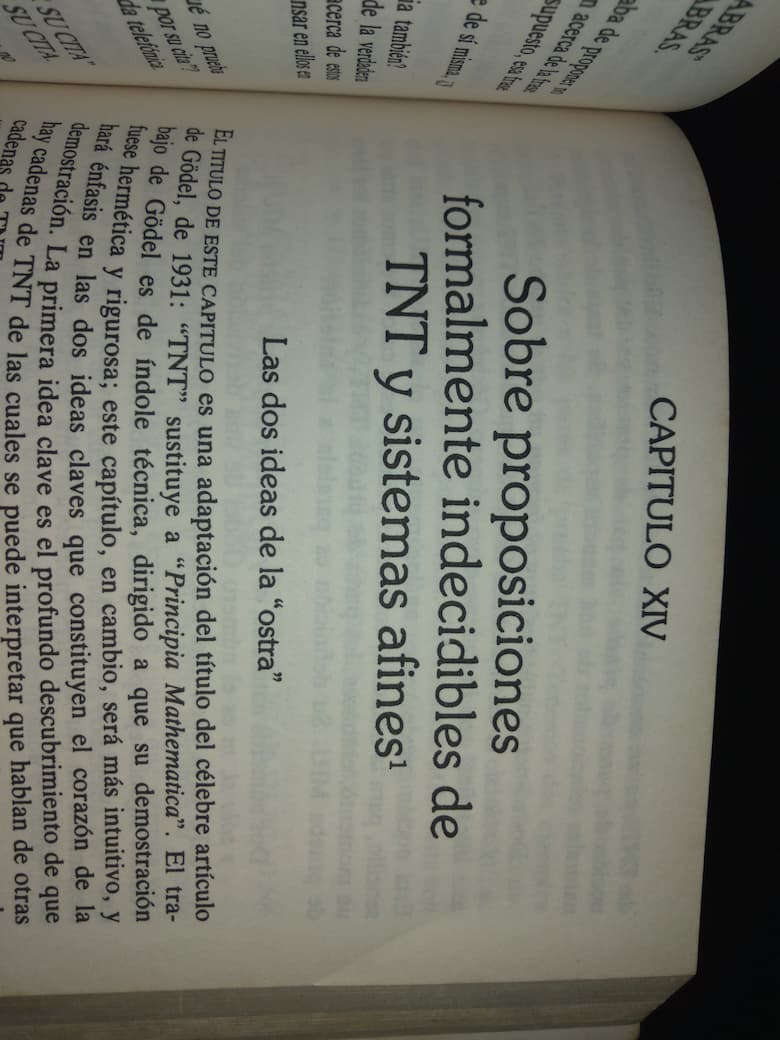 ABRAS"
ABRAS.
aba de proponer no
n acerca de la frase
supuesto, esa frase
e de sí misma, ¿
ia también?
de la verdadera
acerca de estos
nsar en ellos en
ué no prueba
por su cita"?
da telefónica.
SU CITA"
SU CITA.
CAPITULO XIV
Sobre proposiciones
formalmente indecidibles de
TNT y sistemas afines¹
Las dos ideas de la “ostra”
EL TITULO DE ESTE CAPITULO es una adaptación del título del célebre artículo
de Gödel, de 1931: “TNT” sustituye a “Principia Mathematica”. El tra-
bajo de Gödel es de índole técnica, dirigido a que su demostración
fuese hermética y rigurosa; este capítulo, en cambio, será más intuitivo, y
hará énfasis en las dos ideas claves que constituyen el corazón de la
demostración. La primera idea clave es el profundo descubrimiento de que
hay cadenas de TNT de las cuales se puede interpretar que hablan de otras
cadenas de TNT